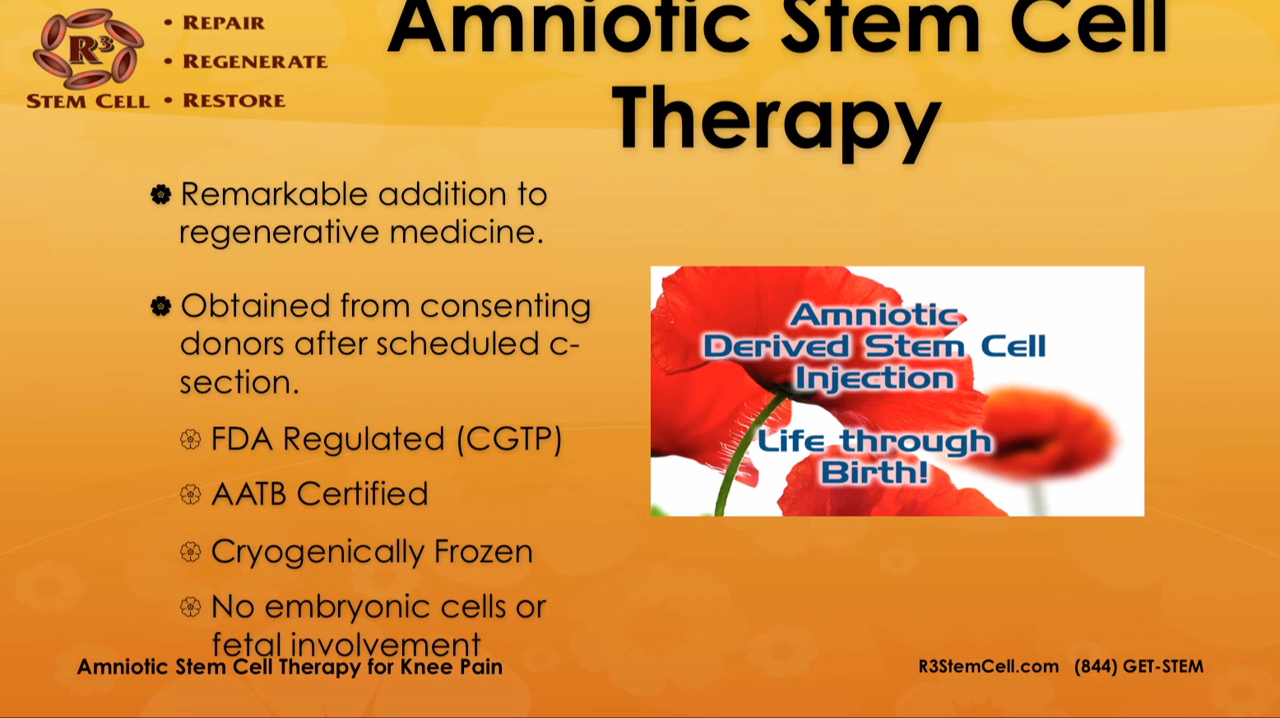 R³
STEM CELL
• REPAIR
• REGENERATE
• RESTORE
Amniotic Stem Cell
Therapy
Remarkable addition to
regenerative medicine.
Obtained from consenting
donors after scheduled c-
section.
FDA Regulated (CGTP)
AATB Certified
Cryogenically Frozen
No embryonic cells or
fetal involvement
Amniotic
Derived Stem Cell
Injection
Life through
Birth!
Amniotic Stem Cell Therapy for Knee Pain
R3StemCell.com (844) GET-STEM